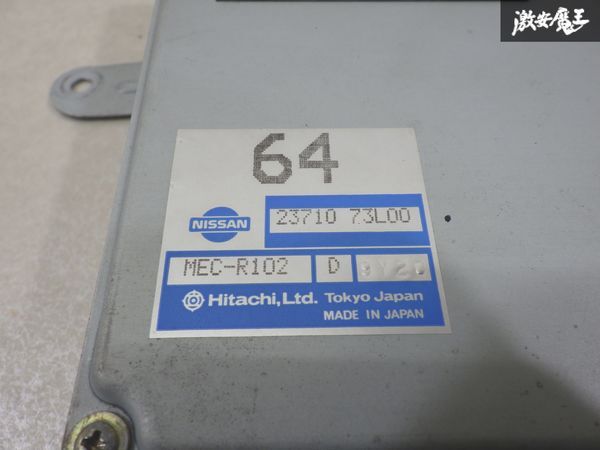 激安魔王
64
NISSAN
23710 73L00
MEC-R102 D
Hitachi, Ltd. Tokyo Japan
MADE IN JAPAN